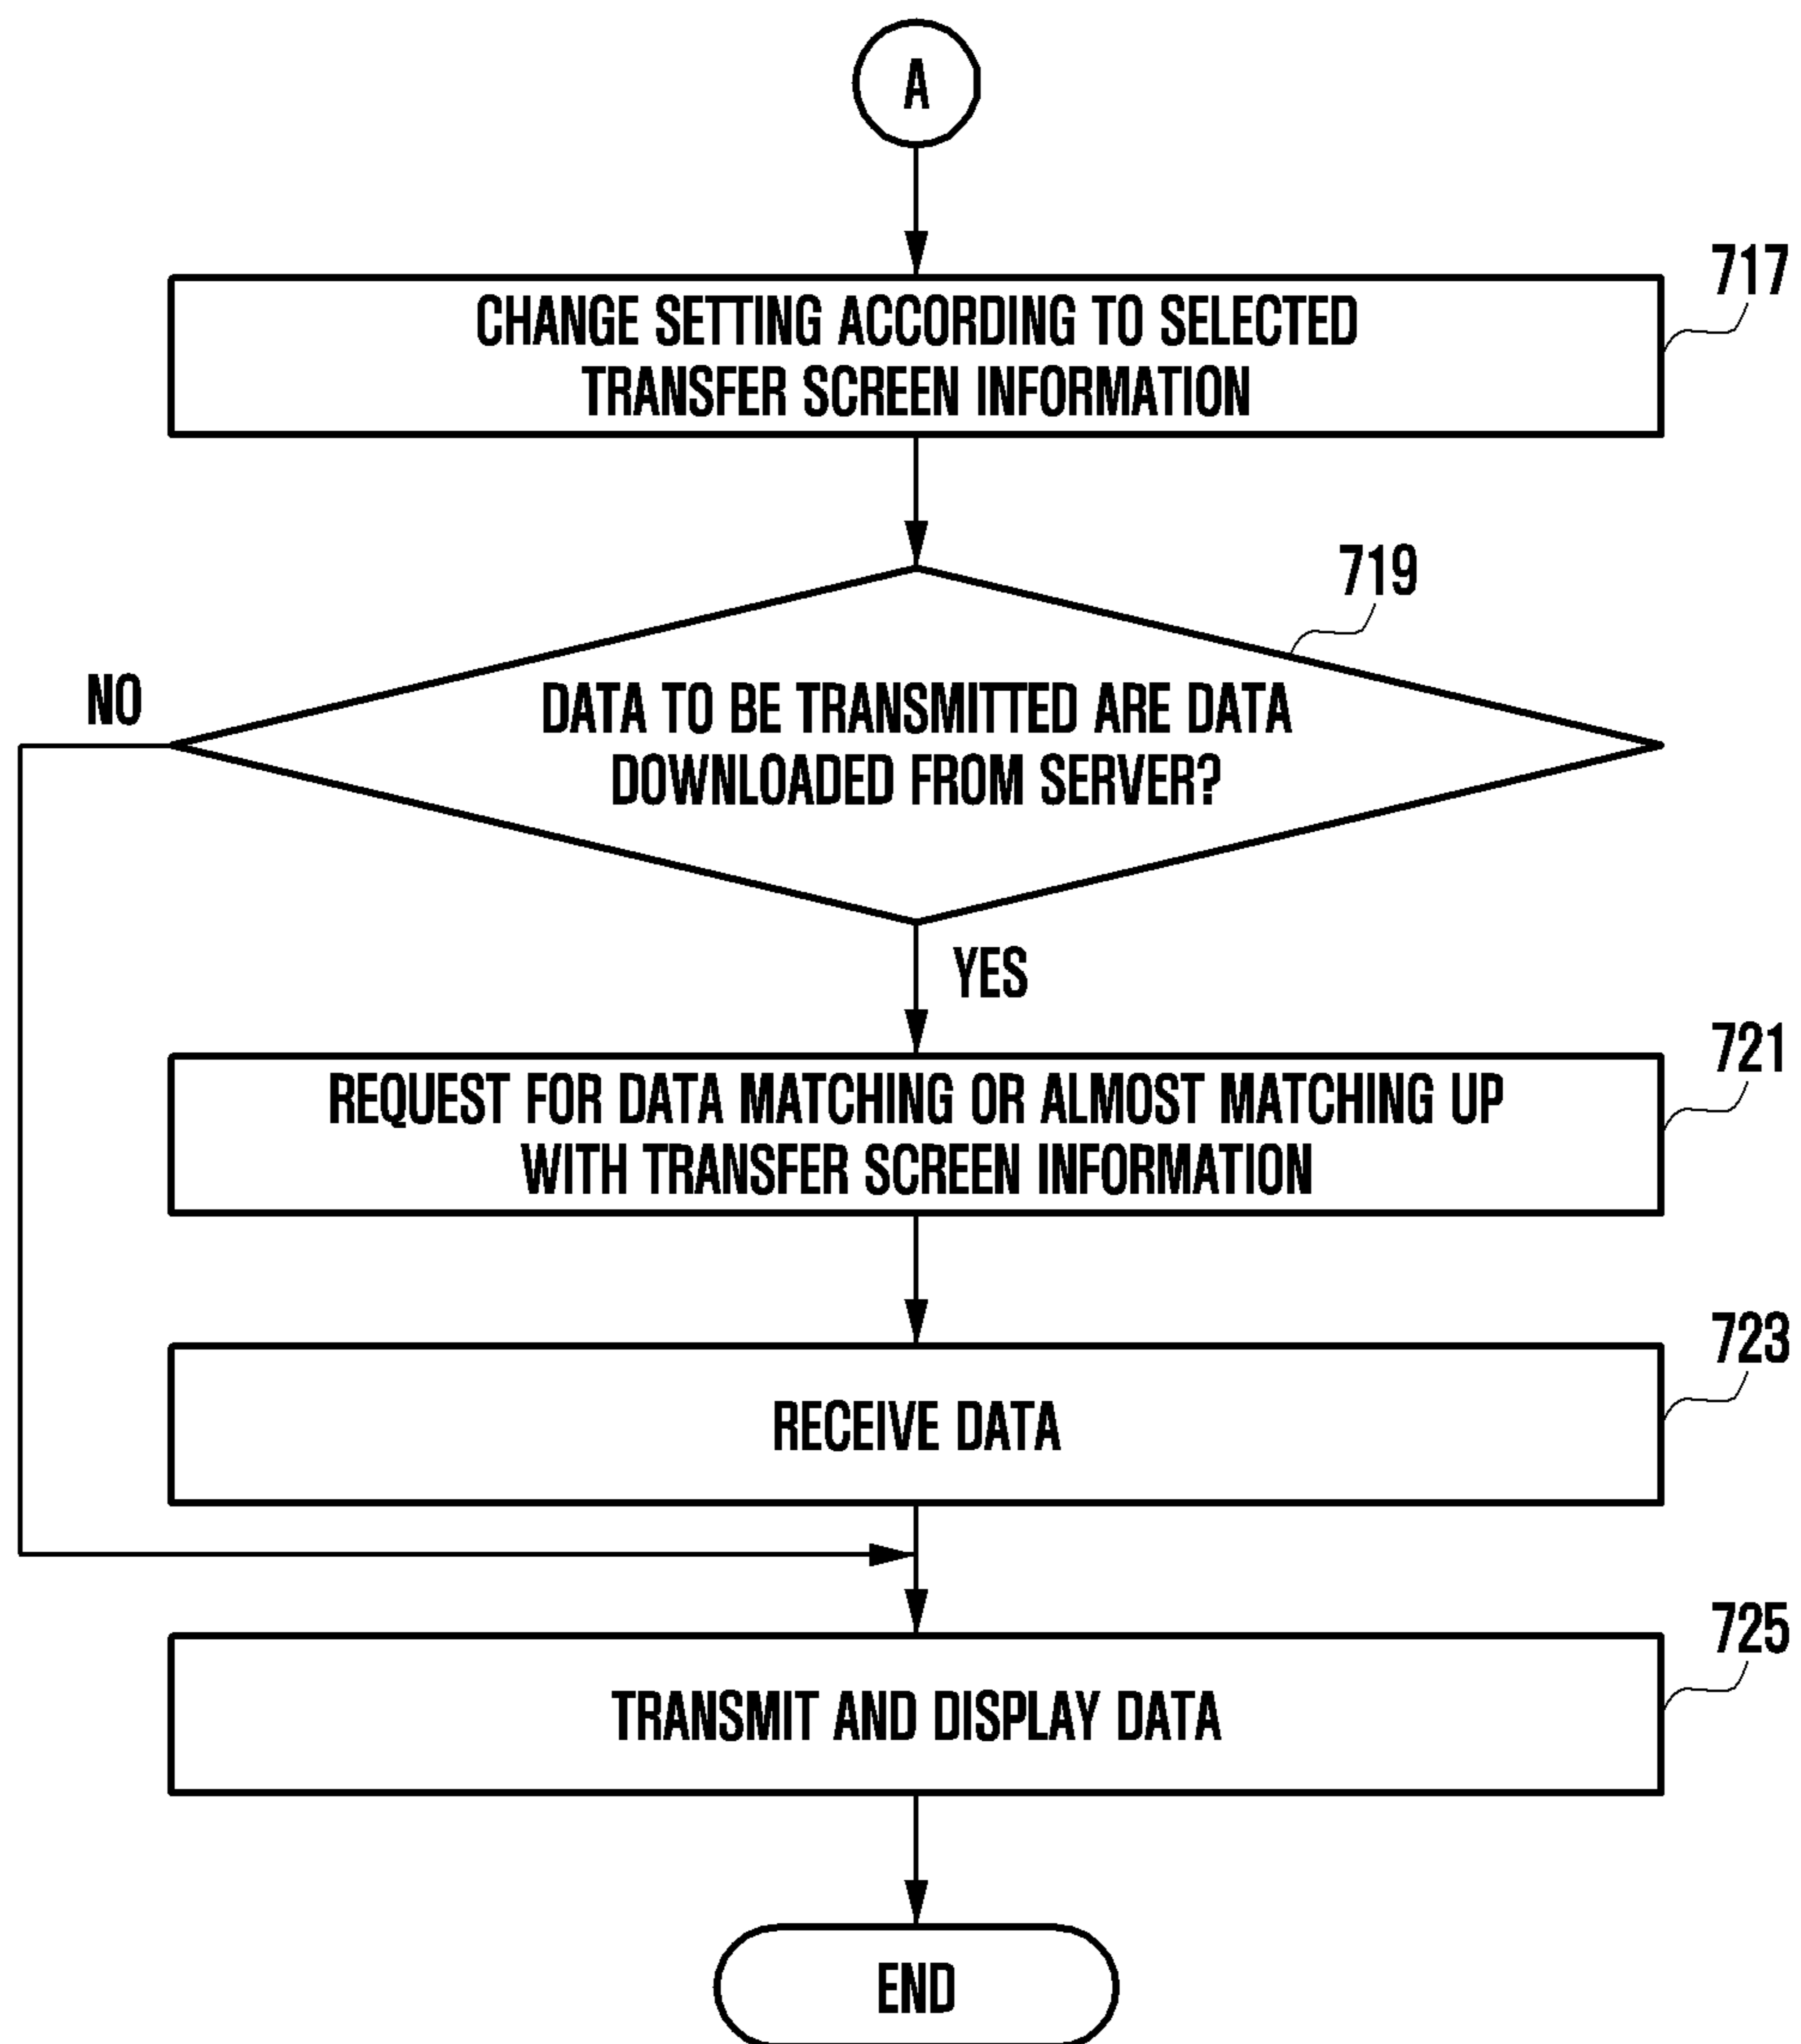 A
717
CHANGE SETTING ACCORDING TO SELECTED
TRANSFER SCREEN INFORMATION
719
NO
DATA TO BE TRANSMITTED ARE DATA
DOWNLOADED FROM SERVER?
YES
721
REQUEST FOR DATA MATCHING OR ALMOST MATCHING UP
WITH TRANSFER SCREEN INFORMATION
723
RECEIVE DATA
725
TRANSMIT AND DISPLAY DATA
END